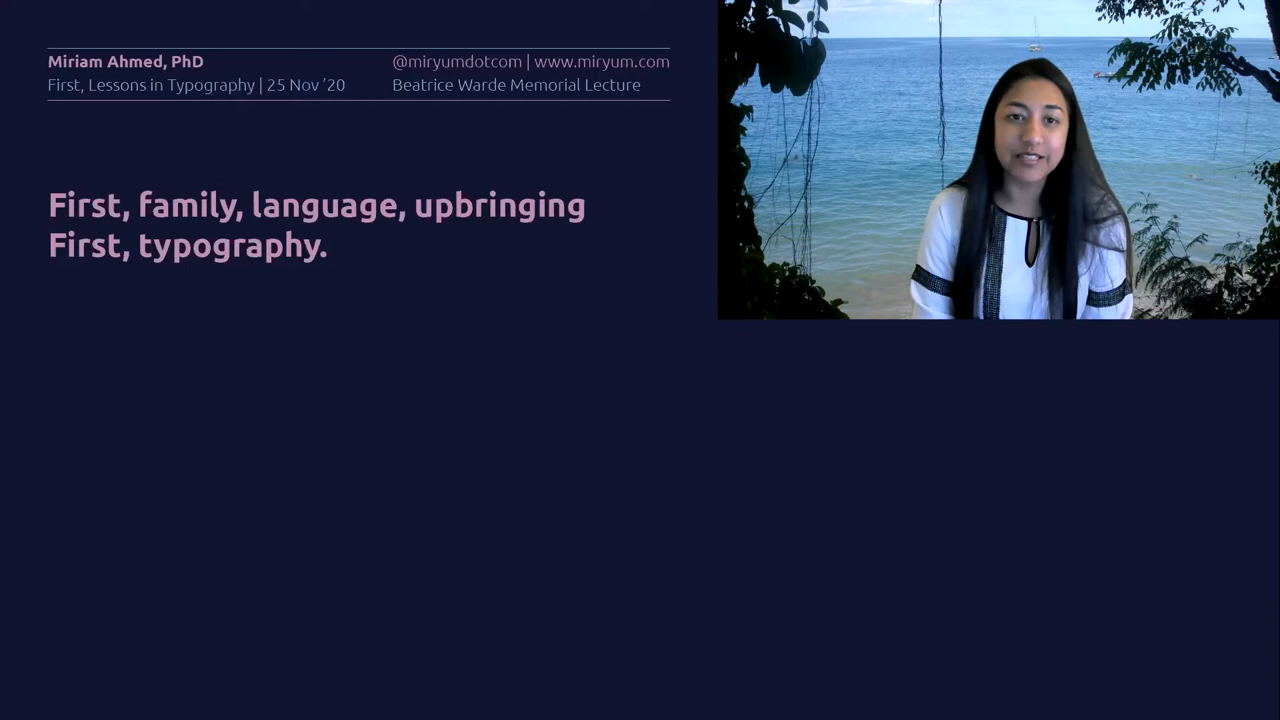 Miriam Ahmed, PhD
First, Lessons in Typography | 25 Nov ’20
@miryumdotcom | www.miryum.com
Beatrice Warde Memorial Lecture
First, family, language, upbringing
First, typography.